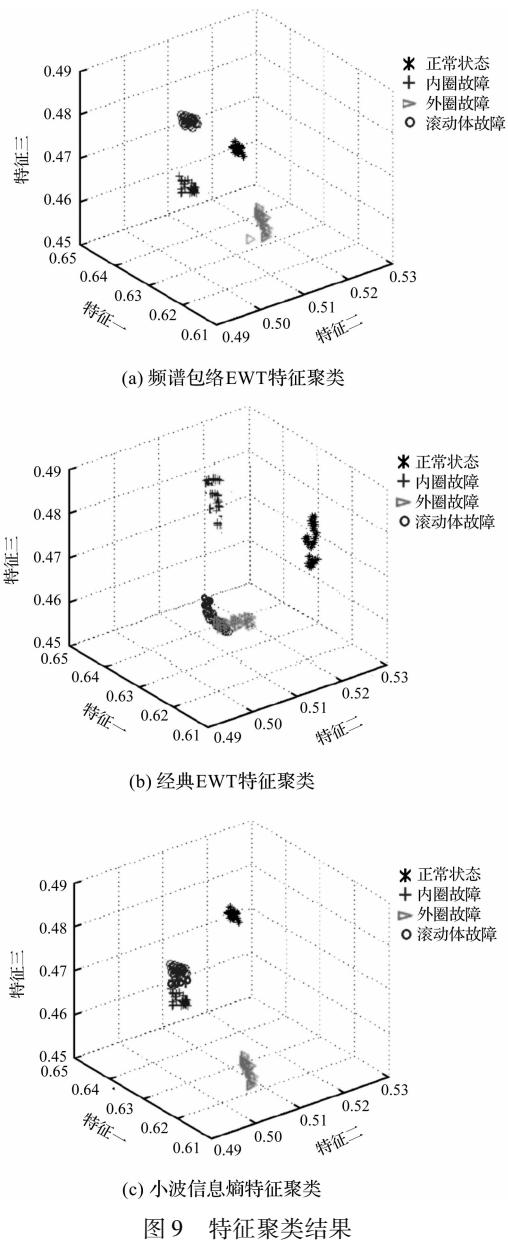 正常状态
内圈故障
外圈故障
滚动体故障
0.49
0.48
0.47
0.46
0.45
特征三
0.65
0.64
0.63
0.62
0.61
特征一
0.49
0.50
0.51
0.52
0.53
特征二
(a) 频谱包络EWT特征聚类
正常状态
内圈故障
外圈故障
滚动体故障
0.49
0.48
0.47
0.46
0.45
特征三
0.65
0.64
0.63
0.62
0.61
特征一
0.49
0.50
0.51
0.52
0.53
特征二
(b) 经典EWT特征聚类
正常状态
内圈故障
外圈故障
滚动体故障
0.49
0.48
0.47
0.46
0.45
特征三
0.65
0.64
0.63
0.62
0.61
特征一
0.49
0.50
0.51
0.52
0.53
特征二
(c) 小波信息熵特征聚类
图 9 特征聚类结果